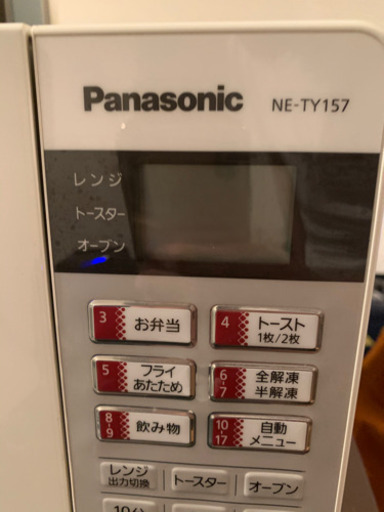 Panasonic NE-TY157
レンジ
トースター
オーブン
3 お弁当
4 トースト
1枚/2枚
5 フライ
あたため
6-7 全解凍
半解凍
8-9 飲み物
10-17 自動
メニュー
レンジ
出力切換
トースター
オーブン
10分